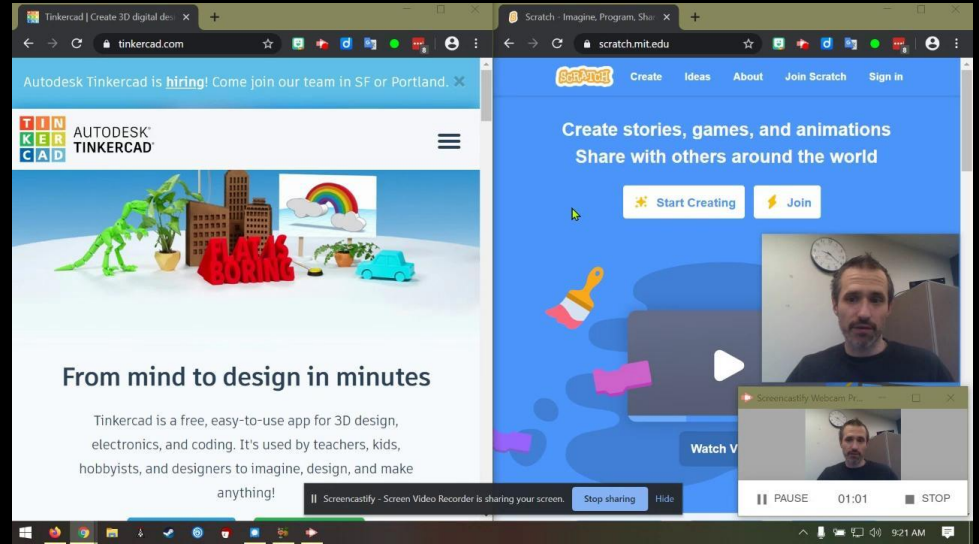 Tinkercad | Create 3D digital des
tinkercad.com
Autodesk Tinkercad is hiring! Come join our team in SF or Portland.
TIN
KER
CAD
AUTODESK®
TINKERCAD
FLAT IS
BORING
From mind to design in minutes
Tinkercad is a free, easy-to-use app for 3D design,
electronics, and coding. It's used by teachers, kids,
hobbyists, and designers to imagine, design, and make
anything!
Scratch - Imagine, Program, Shar
scratch.mit.edu
SCRATCH Create Ideas About Join Scratch Sign in
Create stories, games, and animations
Share with others around the world
Start Creating Join
Watch V
Screencastify Webcam Pr...
PAUSE 01:01 STOP
Screencastify - Screen Video Recorder is sharing your screen. Stop sharing Hide
9:21 AM